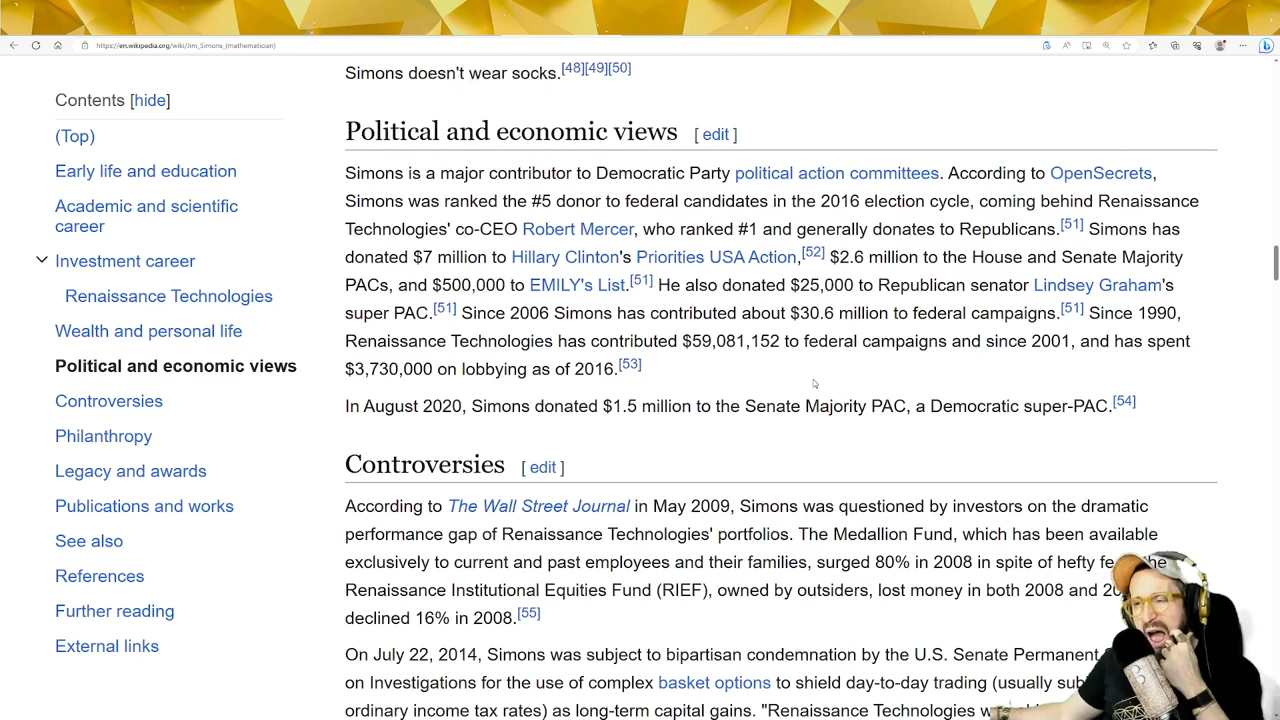 https://en.wikipedia.org/wiki/Jim_Simons_(mathematician)
Simons doesn't wear socks.[48][49][50]
Contents [hide]
(Top)
Early life and education
Academic and scientific
career
Investment career
Renaissance Technologies
Wealth and personal life
Political and economic views
Controversies
Philanthropy
Legacy and awards
Publications and works
See also
References
Further reading
External links
Political and economic views [ edit ]
Simons is a major contributor to Democratic Party political action committees. According to OpenSecrets,
Simons was ranked the #5 donor to federal candidates in the 2016 election cycle, coming behind Renaissance
Technologies' co-CEO Robert Mercer, who ranked #1 and generally donates to Republicans.[51] Simons has
donated $7 million to Hillary Clinton's Priorities USA Action,[52] $2.6 million to the House and Senate Majority
PACs, and $500,000 to EMILY's List.[51] He also donated $25,000 to Republican senator Lindsey Graham's
super PAC.[51] Since 2006 Simons has contributed about $30.6 million to federal campaigns.[51] Since 1990,
Renaissance Technologies has contributed $59,081,152 to federal campaigns and since 2001, and has spent
$3,730,000 on lobbying as of 2016.[53]
In August 2020, Simons donated $1.5 million to the Senate Majority PAC, a Democratic super-PAC.[54]
Controversies [ edit ]
According to The Wall Street Journal in May 2009, Simons was questioned by investors on the dramatic
performance gap of Renaissance Technologies' portfolios. The Medallion Fund, which has been available
exclusively to current and past employees and their families, surged 80% in 2008 in spite of hefty
Renaissance Institutional Equities Fund (RIEF), owned by outsiders, lost money in both 2008 and
declined 16% in 2008.[55]
On July 22, 2014, Simons was subject to bipartisan condemnation by the U.S. Senate Permanent
on Investigations for the use of complex basket options to shield day-to-day trading (usually
ordinary income tax rates) as long-term capital gains. "Renaissance Technologies